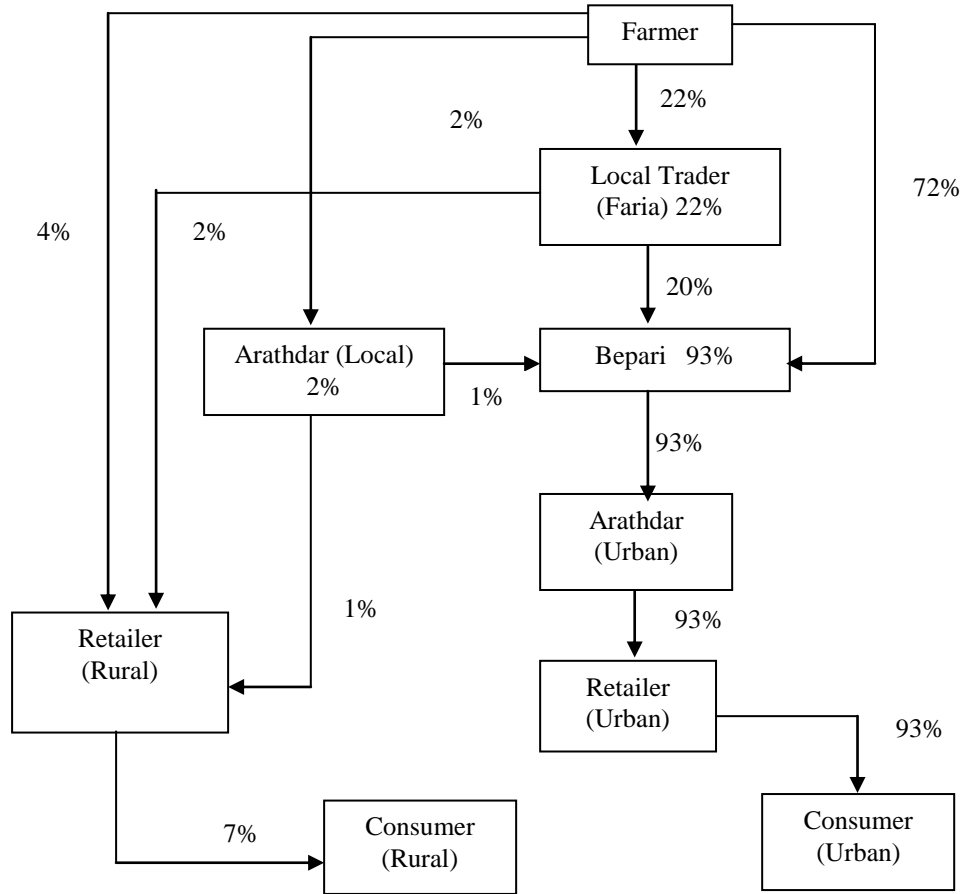 Farmer
22%
2%
Local Trader
(Faria) 22%
72%
4%
2%
20%
Arathdar (Local)
2%
Bepari 93%
1%
93%
Arathdar
(Urban)
1%
93%
Retailer
(Rural)
Retailer
(Urban)
93%
7%
Consumer
(Rural)
Consumer
(Urban)